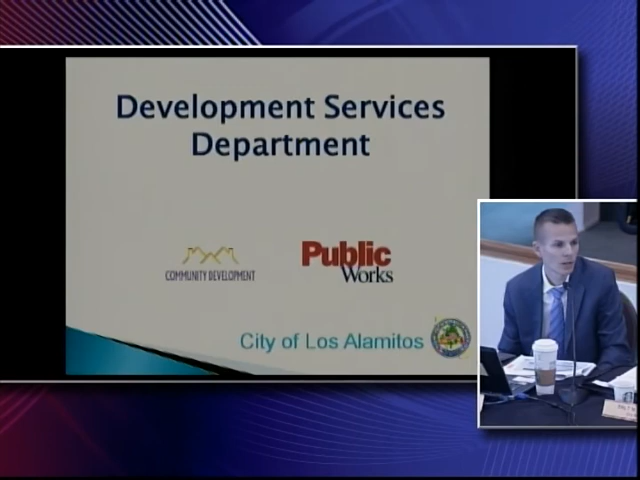 Development Services
Department
COMMUNITY DEVELOPMENT
Public
Works
City of Los Alamitos